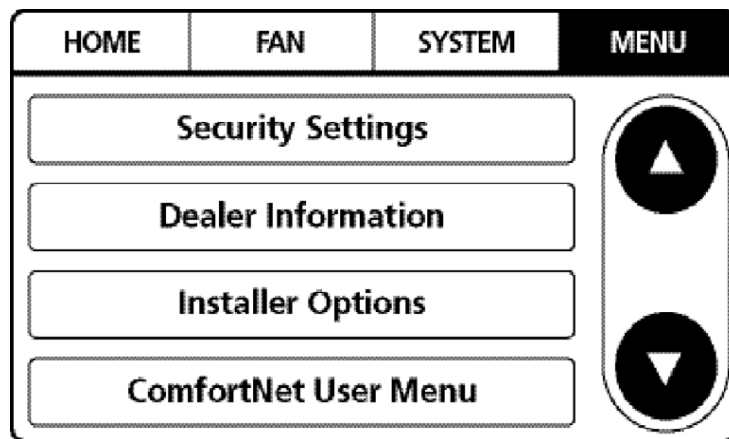 HOME FAN SYSTEM MENU
Security Settings
Dealer Information
Installer Options
ComfortNet User Menu